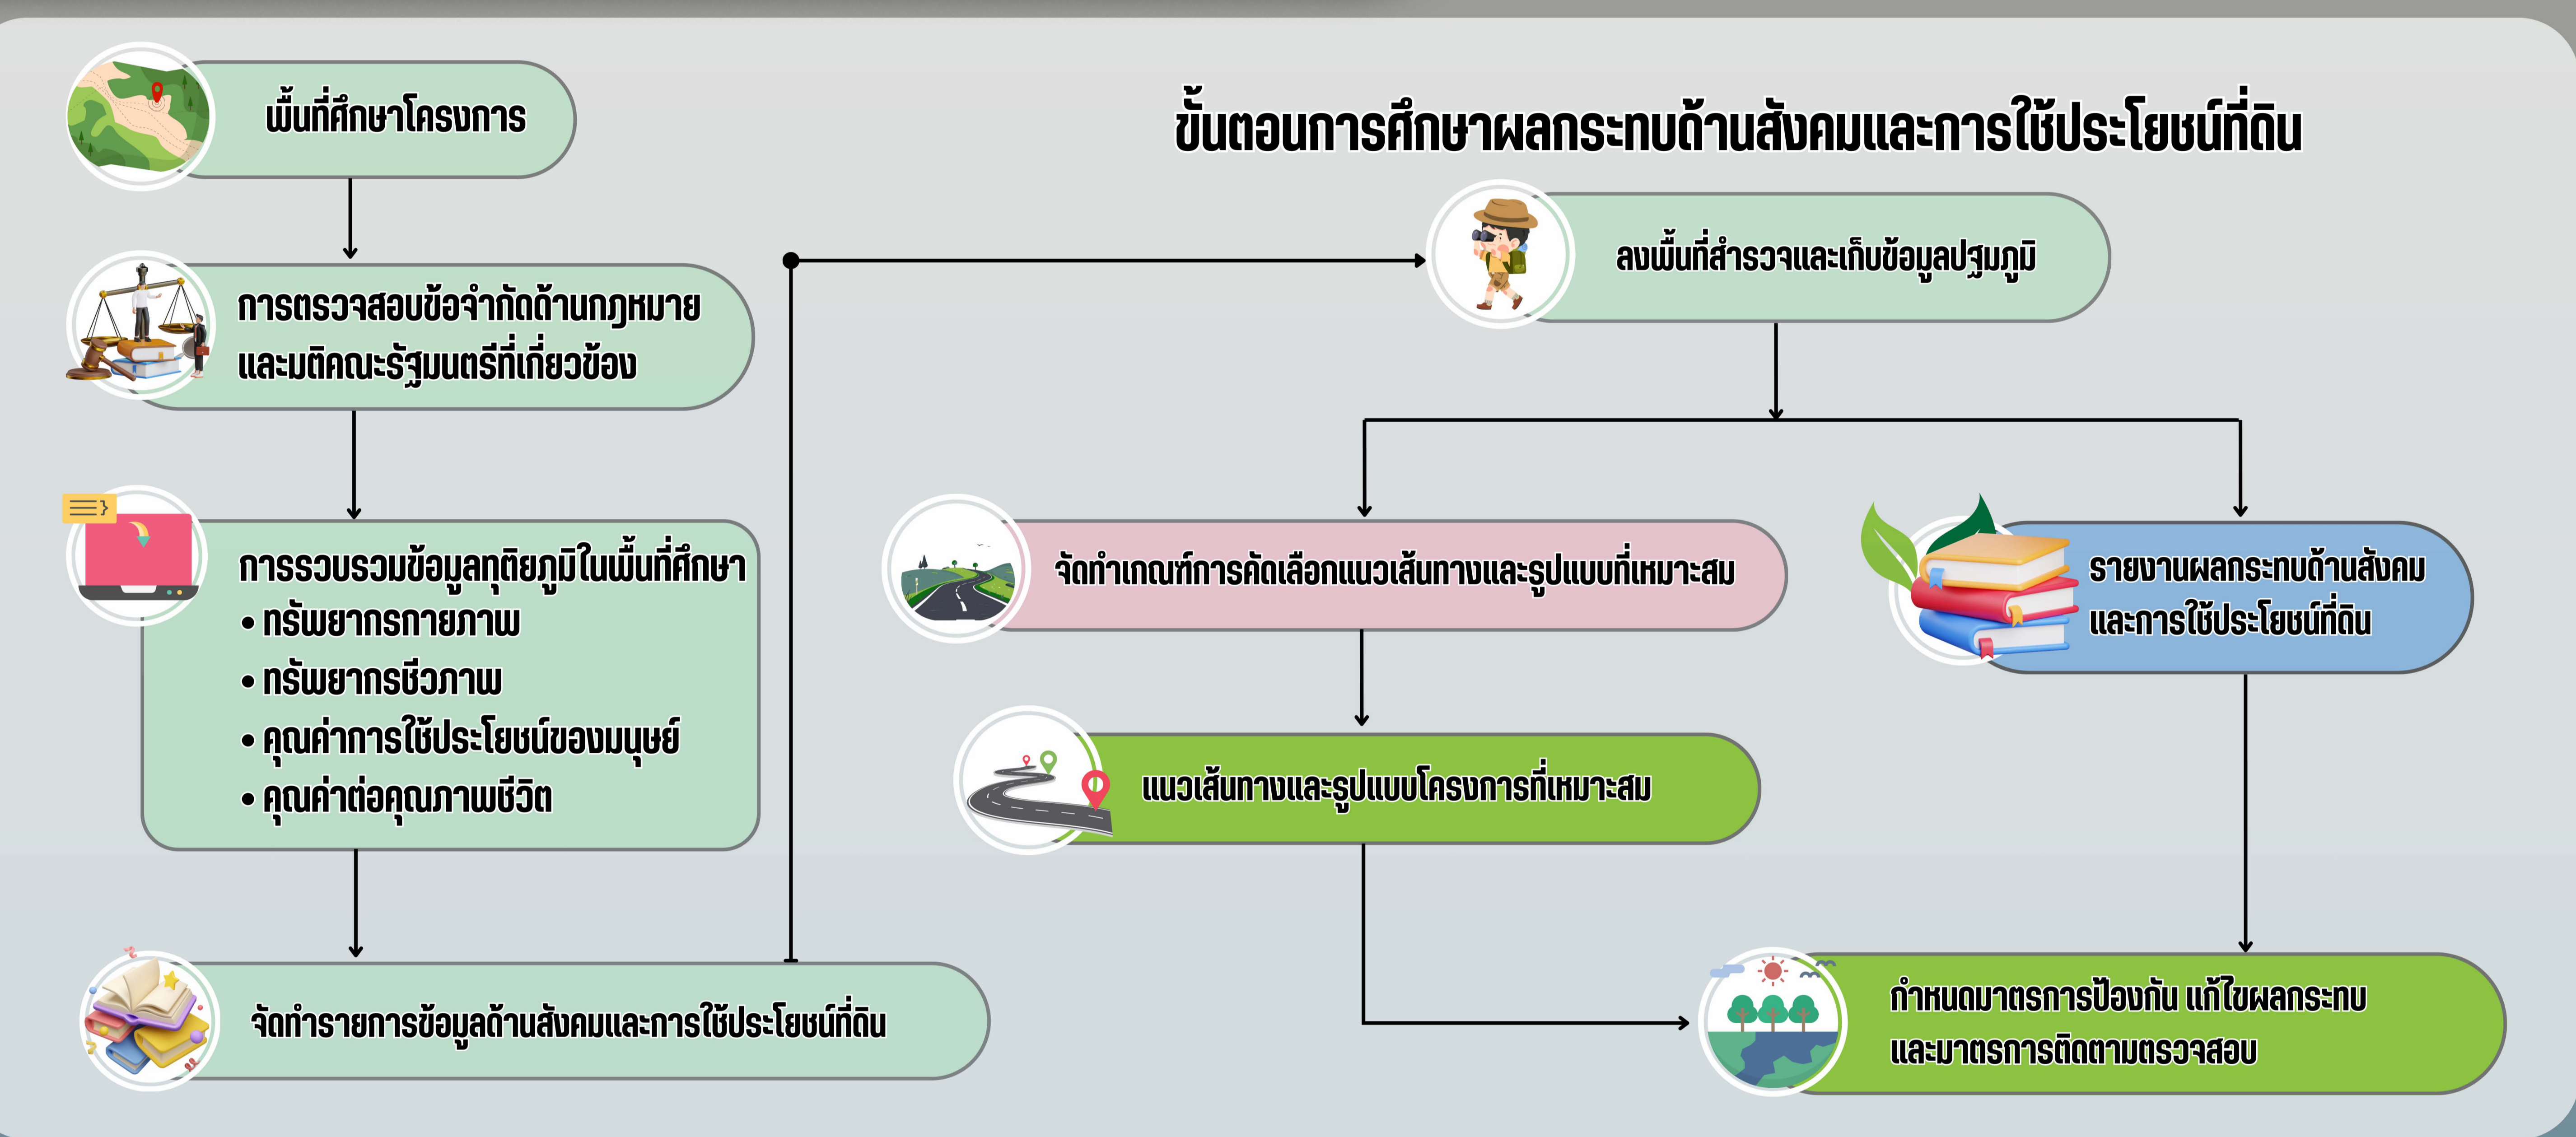 ขั้นตอนการศึกษาผลกระทบด้านสังคมและการใช้ประโยชน์ที่ดิน
พื้นที่ศึกษาโครงการ
การตรวจสอบข้อจำกัดด้านกฎหมาย
และมติคณะรัฐมนตรีที่เกี่ยวข้อง
การรวบรวมข้อมูลทุติยภูมิในพื้นที่ศึกษา
• ทรัพยากรกายภาพ
• ทรัพยากรชีวภาพ
• คุณค่าการใช้ประโยชน์ของมนุษย์
• คุณค่าต่อคุณภาพชีวิต
จัดทำรายการข้อมูลด้านสังคมและการใช้ประโยชน์ที่ดิน
ลงพื้นที่สำรวจและเก็บข้อมูลปฐมภูมิ
จัดทำเกณฑ์การคัดเลือกแนวเส้นทางและรูปแบบที่เหมาะสม
แนวเส้นทางและรูปแบบโครงการที่เหมาะสม
รายงานผลกระทบด้านสังคม
และการใช้ประโยชน์ที่ดิน
กำหนดมาตรการป้องกัน แก้ไขผลกระทบ
และมาตรการติดตามตรวจสอบ